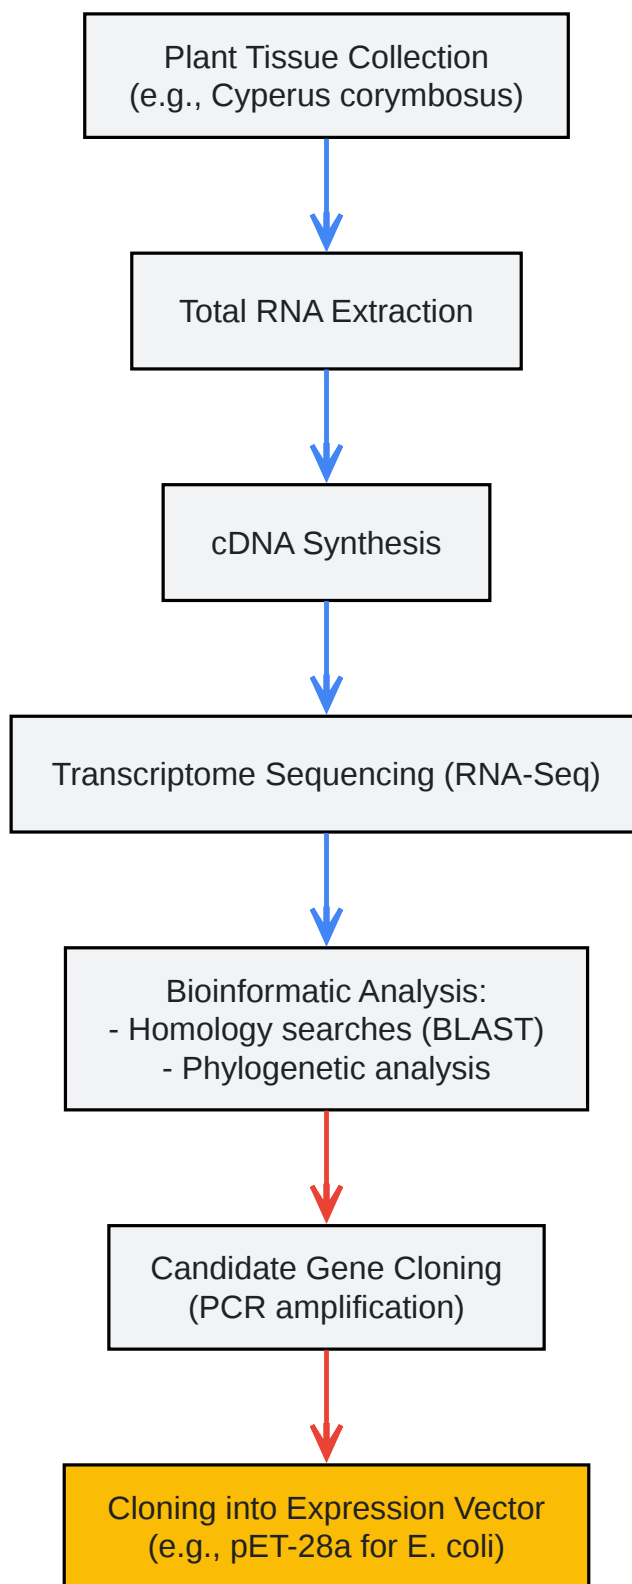 Plant Tissue Collection
(e.g., Cyperus corymbosus)
Total RNA Extraction
cDNA Synthesis
Transcriptome Sequencing (RNA-Seq)
Bioinformatic Analysis:
- Homology searches (BLAST)
- Phylogenetic analysis
Candidate Gene Cloning
(PCR amplification)
Cloning into Expression Vector
(e.g., pET-28a for E. coli)